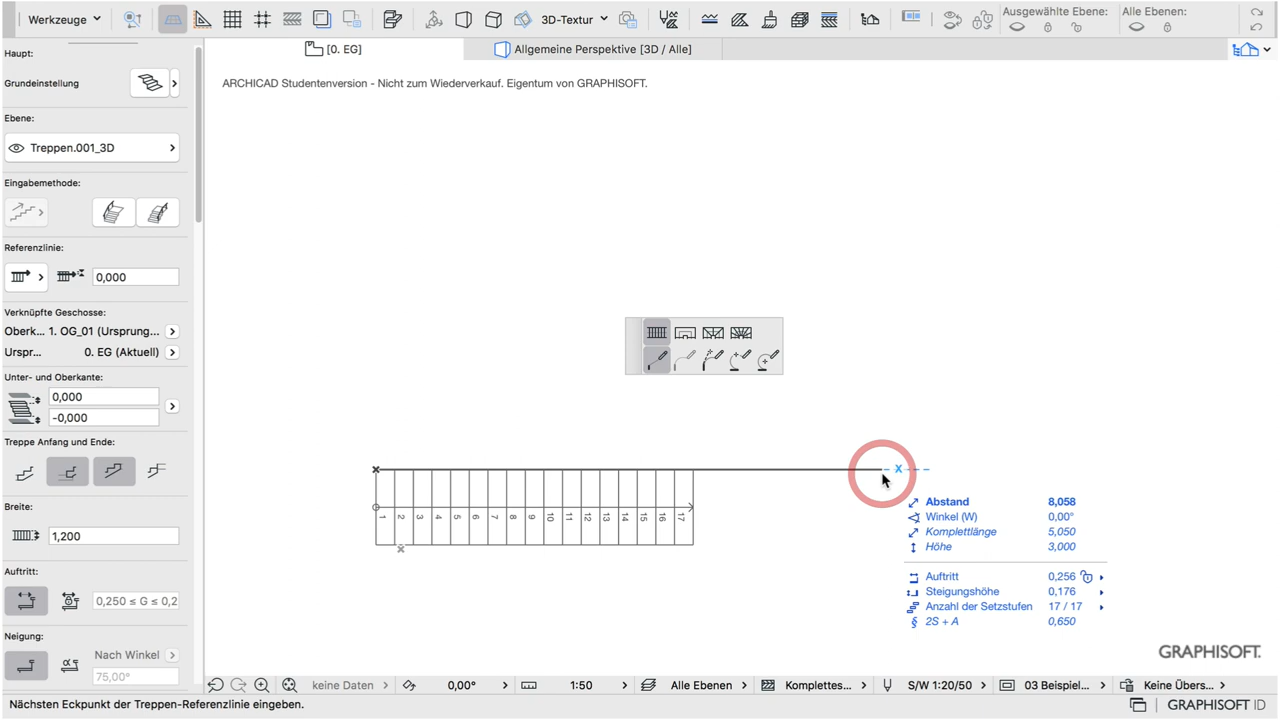 Werkzeuge
3D-Textur
Ausgewählte Ebene:
Alle Ebenen:
[0. EG]
Allgemeine Perspektive [3D / Alle]
Haupt:
Grundeinstellung
ARCHICAD Studentenversion - Nicht zum Wiederverkauf. Eigentum von GRAPHISOFT.
Ebene:
Treppen.001_3D
Eingabemethode:
Referenzlinie:
0,000
Verknüpfte Geschosse:
Oberk... 1. OG_01 (Ursprung...
Urspr... 0. EG (Aktuell)
Unter- und Oberkante:
0,000
-0,000
Treppe Anfang und Ende:
Breite:
1,200
Auftritt:
0,250 ≤ G ≤ 0,2
Neigung:
Nach Winkel
75,00°
1 2 3 4 5 6 7 8 9 10 11 12 13 14 15 16 17
X
Abstand 8,058
Winkel (W) 0,00°
Komplettlänge 5,050
Höhe 3,000
Auftritt 0,256
Steigungshöhe 0,176
Anzahl der Setzstufen 17 / 17
§ 2S + A 0,650
GRAPHISOFT.
keine Daten
0,00°
1:50
Alle Ebenen
Komplettes...
S/W 1:20/50
03 Beispiel...
Keine Übers...
Nächsten Eckpunkt der Treppen-Referenzlinie eingeben.
GRAPHISOFT ID